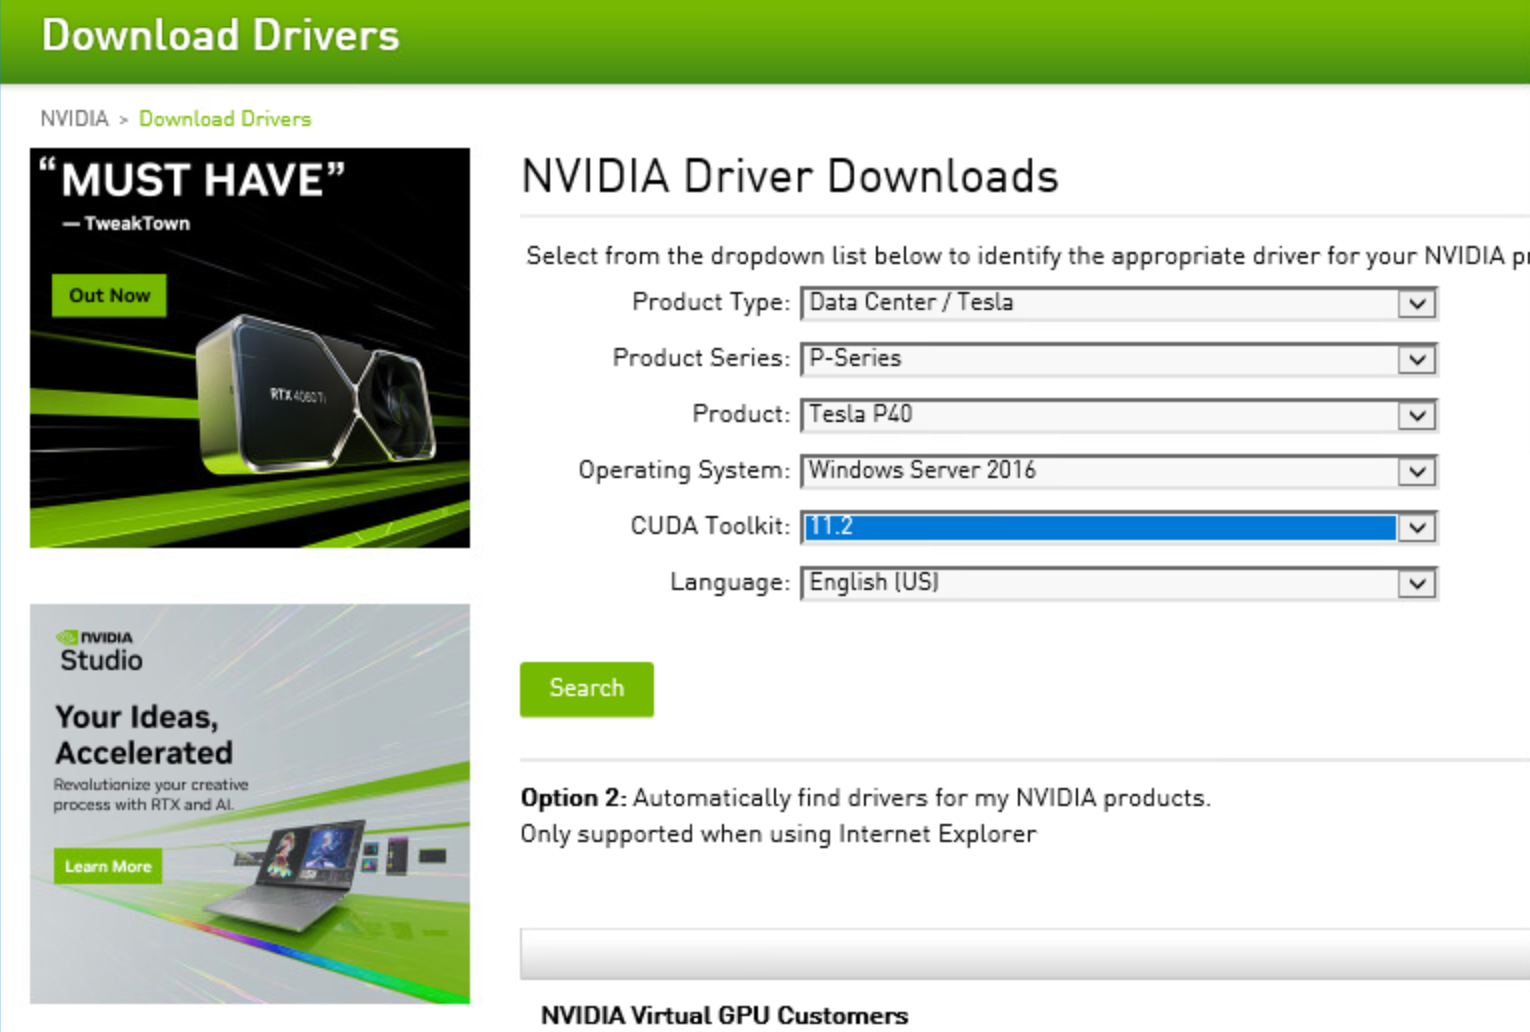 Download Drivers
NVIDIA > Download Drivers
“MUST HAVE”
— TweakTown
Out Now
RTX 4060 Ti
NVIDIA Driver Downloads
Select from the dropdown list below to identify the appropriate driver for your NVIDIA pr
Product Type: Data Center / Tesla
Product Series: P-Series
Product: Tesla P40
Operating System: Windows Server 2016
CUDA Toolkit: 11.2
Language: English (US)
Search
NVIDIA
Studio
Your Ideas,
Accelerated
Revolutionize your creative
process with RTX and AI.
Learn More
Option 2: Automatically find drivers for my NVIDIA products.
Only supported when using Internet Explorer
NVIDIA Virtual GPU Customers